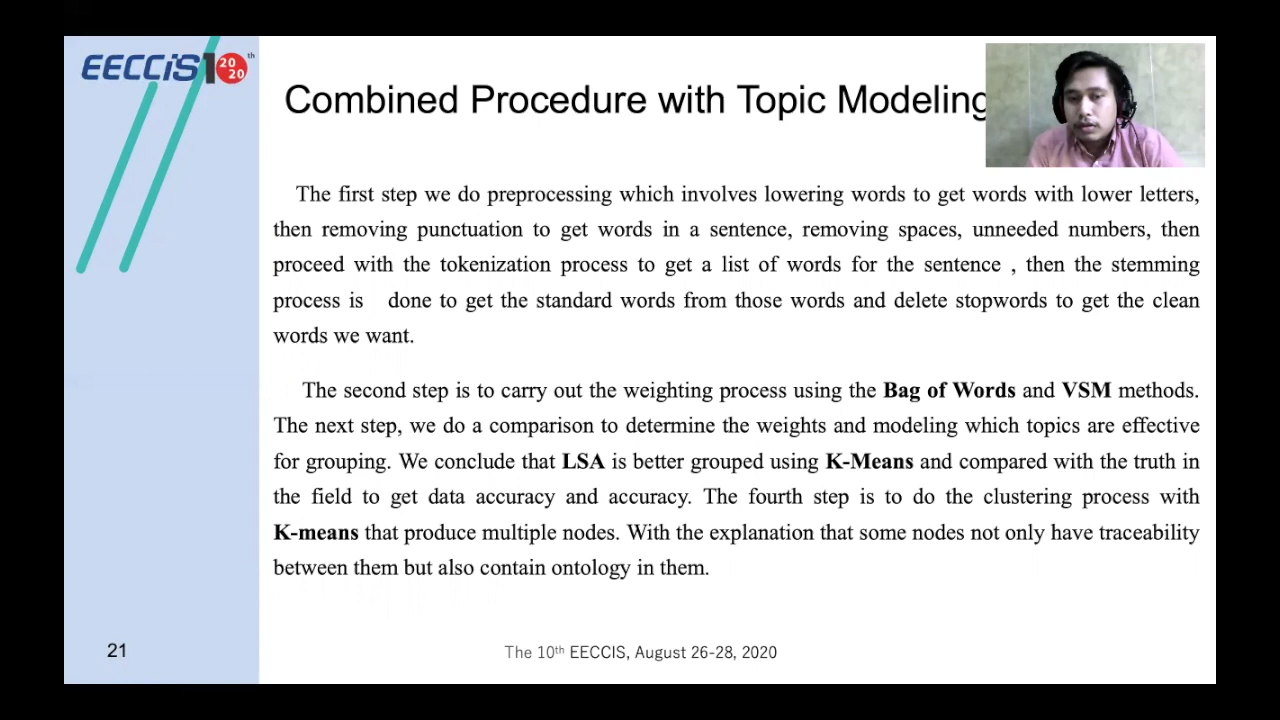 EECCiS 10th 2020
Combined Procedure with Topic Modeling
The first step we do preprocessing which involves lowering words to get words with lower letters,
then removing punctuation to get words in a sentence, removing spaces, unneeded numbers, then
proceed with the tokenization process to get a list of words for the sentence , then the stemming
process is done to get the standard words from those words and delete stopwords to get the clean
words we want.
The second step is to carry out the weighting process using the Bag of Words and VSM methods.
The next step, we do a comparison to determine the weights and modeling which topics are effective
for grouping. We conclude that LSA is better grouped using K-Means and compared with the truth in
the field to get data accuracy and accuracy. The fourth step is to do the clustering process with
K-means that produce multiple nodes. With the explanation that some nodes not only have traceability
between them but also contain ontology in them.
21
The 10th EECCIS, August 26-28, 2020